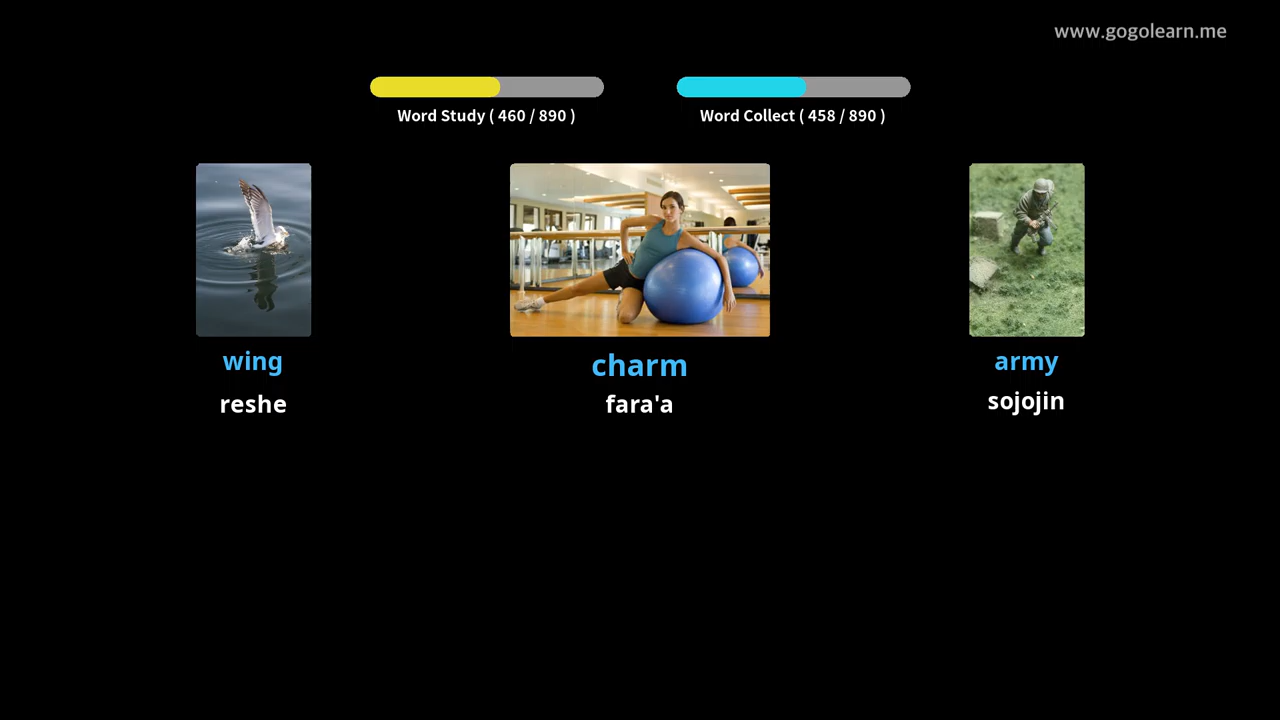 www.gogolearn.me
Word Study ( 460 / 890 )
Word Collect ( 458 / 890 )
wing
reshe
charm
fara'a
army
sojojin